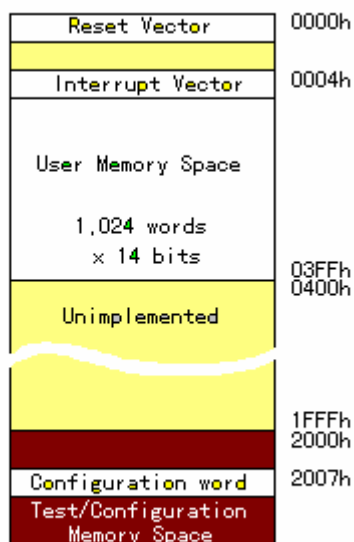 Reset Vector 0000h
Interrupt Vector 0004h
User Memory Space
1,024 words
× 14 bits
03FFh
0400h
Unimplemented
1FFFh
2000h
Configuration word 2007h
Test/Configuration
Memory Space